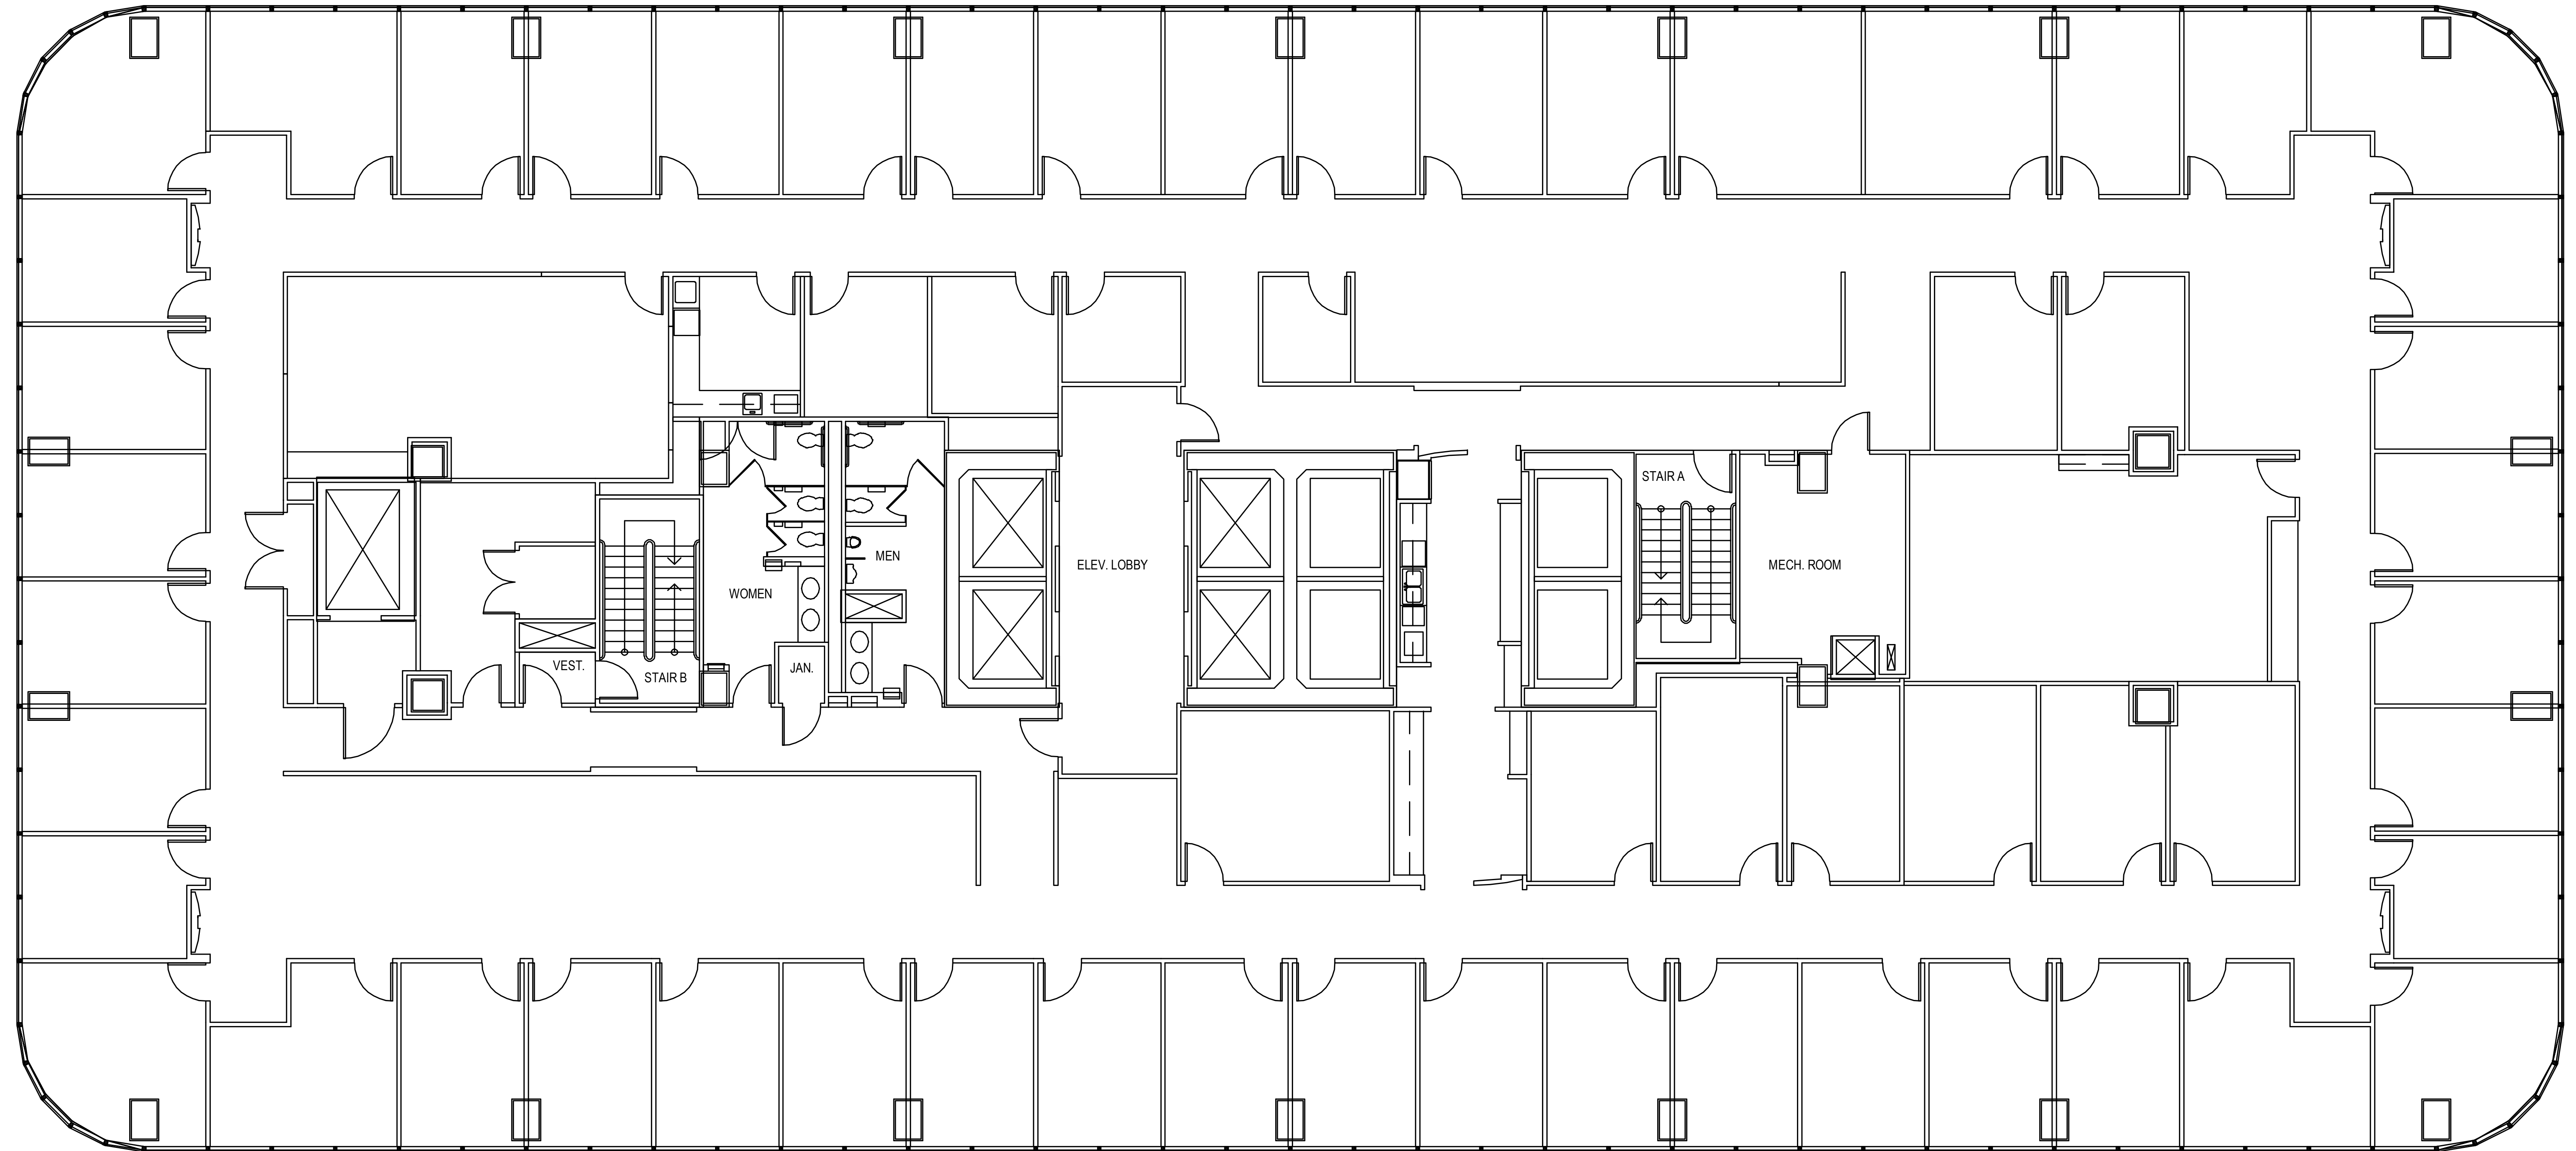 STAIR A
MEN
ELEV. LOBBY
MECH. ROOM
WOMEN
VEST.
JAN.
STAIR B